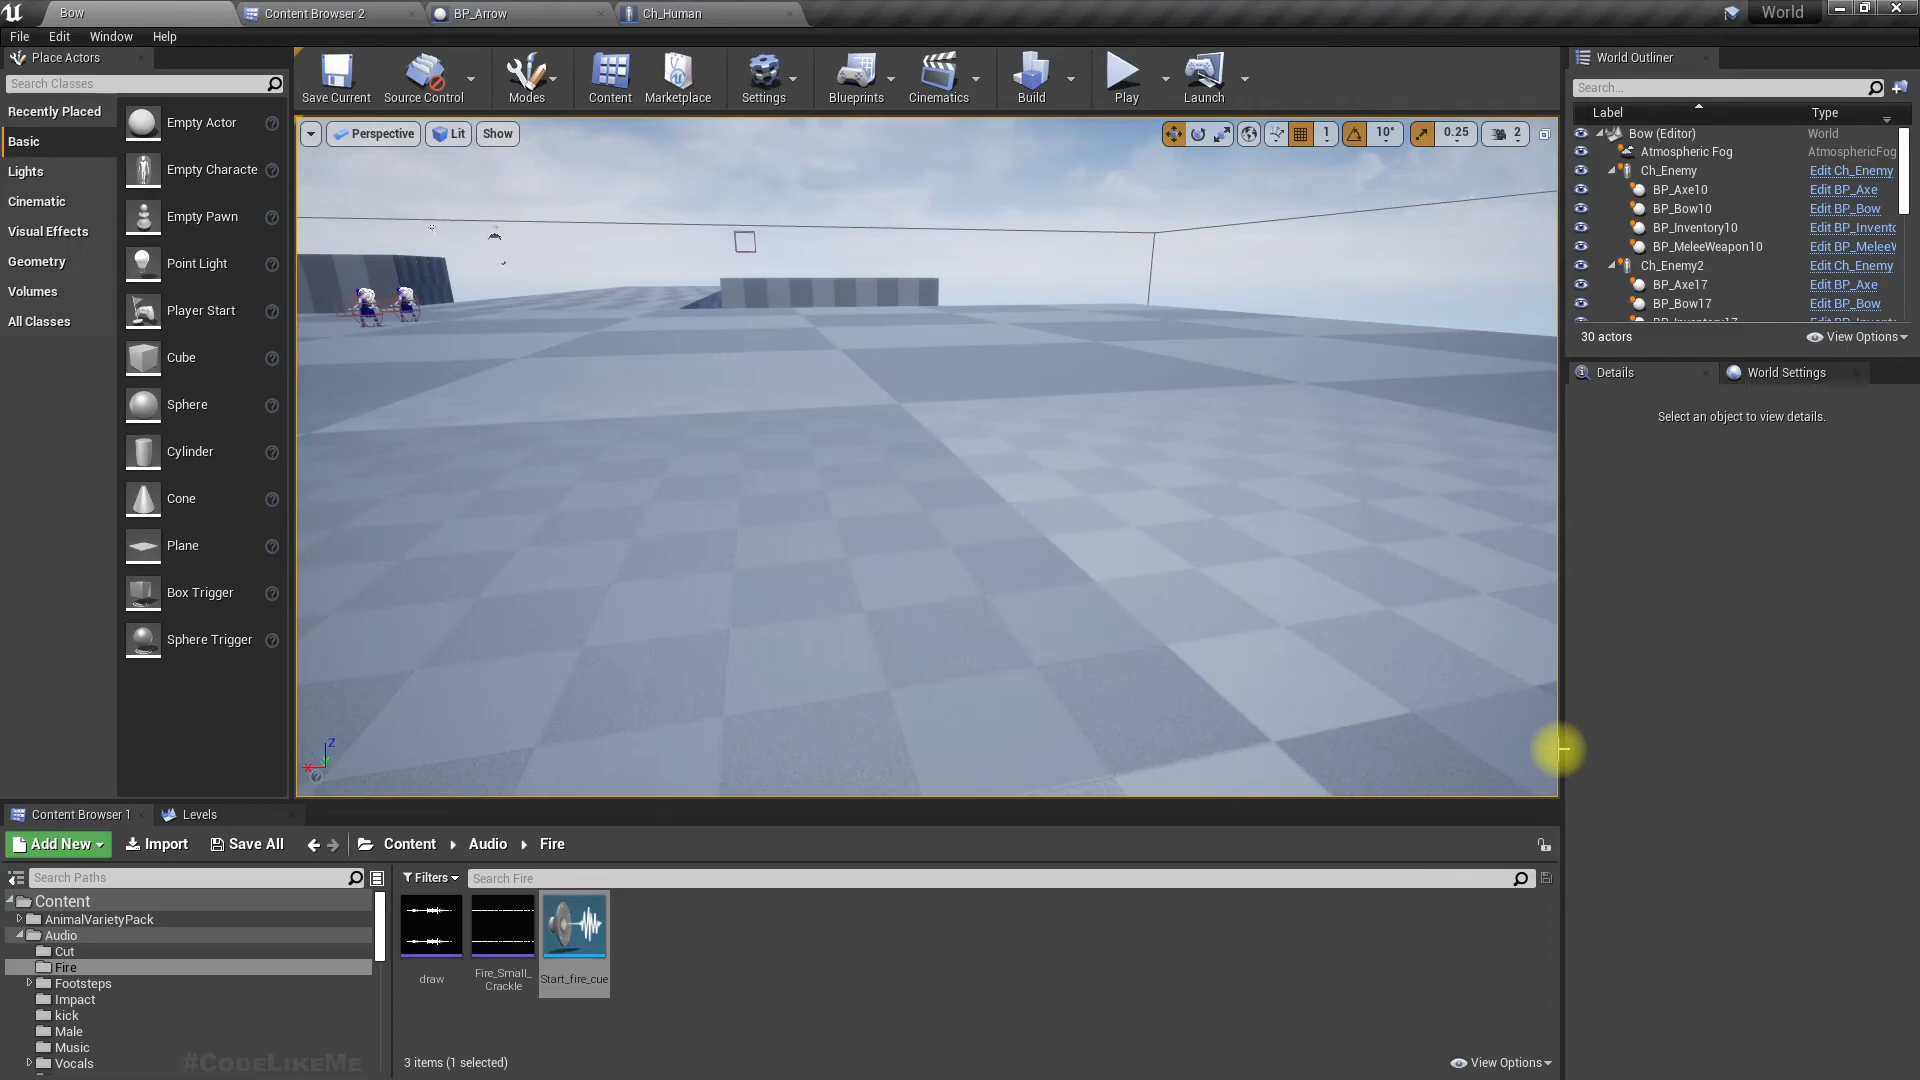 Bow
Content Browser 2
BP_Arrow
Ch_Human
World
File
Edit
Window
Help
Place Actors
Search Classes
Recently Placed
Basic
Lights
Cinematic
Visual Effects
Geometry
Volumes
All Classes
Empty Actor
Empty Characte
Empty Pawn
Point Light
Player Start
Cube
Sphere
Cylinder
Cone
Plane
Box Trigger
Sphere Trigger
Save Current
Source Control
Modes
Content
Marketplace
Settings
Blueprints
Cinematics
Build
Play
Launch
Perspective
Lit
Show
1
10°
0.25
2
Z
X
World Outliner
Search...
Label
Type
Bow (Editor)
World
Atmospheric Fog
AtmosphericFog
Ch_Enemy
Edit Ch_Enemy
BP_Axe10
Edit BP_Axe
BP_Bow10
Edit BP_Bow
BP_Inventory10
Edit BP_Invento
BP_MeleeWeapon10
Edit BP_MeleeW
Ch_Enemy2
Edit Ch_Enemy
BP_Axe17
Edit BP_Axe
BP_Bow17
Edit BP_Bow
30 actors
View Options
Details
World Settings
Select an object to view details.
Content Browser 1
Levels
Add New
Import
Save All
Content
Audio
Fire
Search Paths
Filters
Search Fire
Content
AnimalVarietyPack
Audio
Cut
Fire
Footsteps
Impact
kick
Male
Music
Vocals
draw
Fire_Small_
Crackle
Start_fire_cue
3 items (1 selected)
View Options
#CodeLikeMe